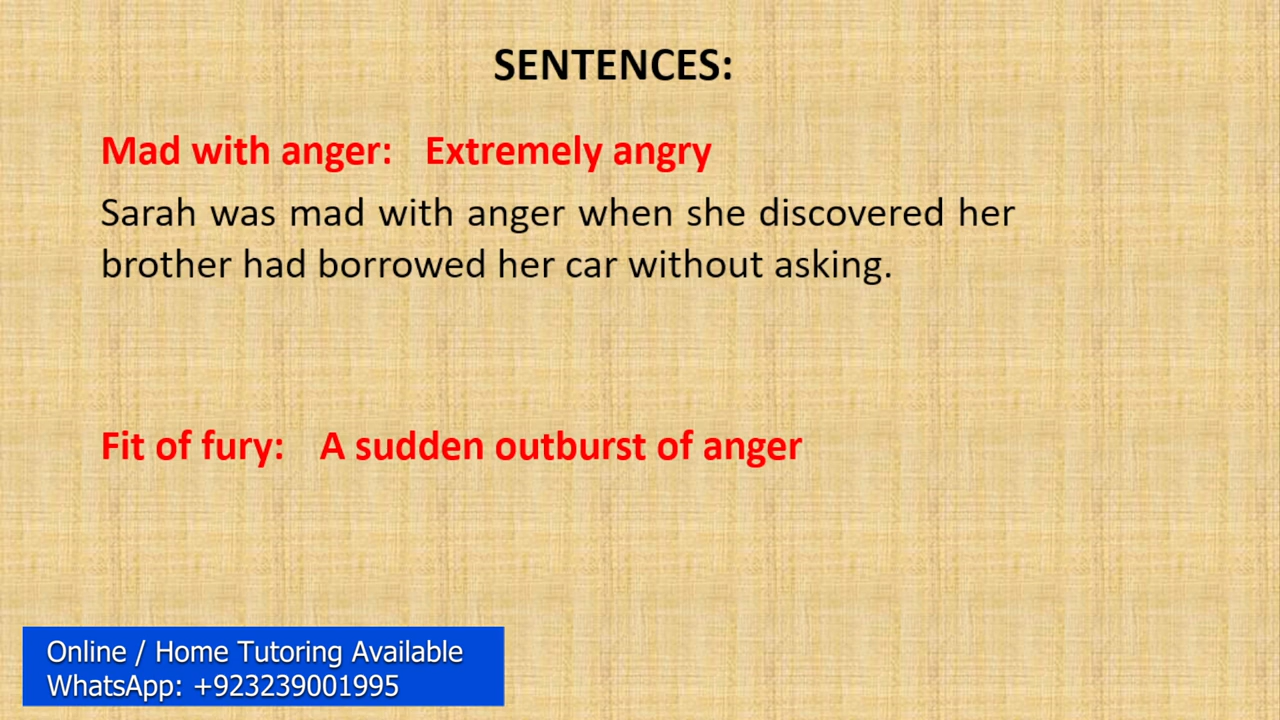 SENTENCES:
Mad with anger: Extremely angry
Sarah was mad with anger when she discovered her
brother had borrowed her car without asking.
Fit of fury: A sudden outburst of anger
Online / Home Tutoring Available
WhatsApp: +923239001995